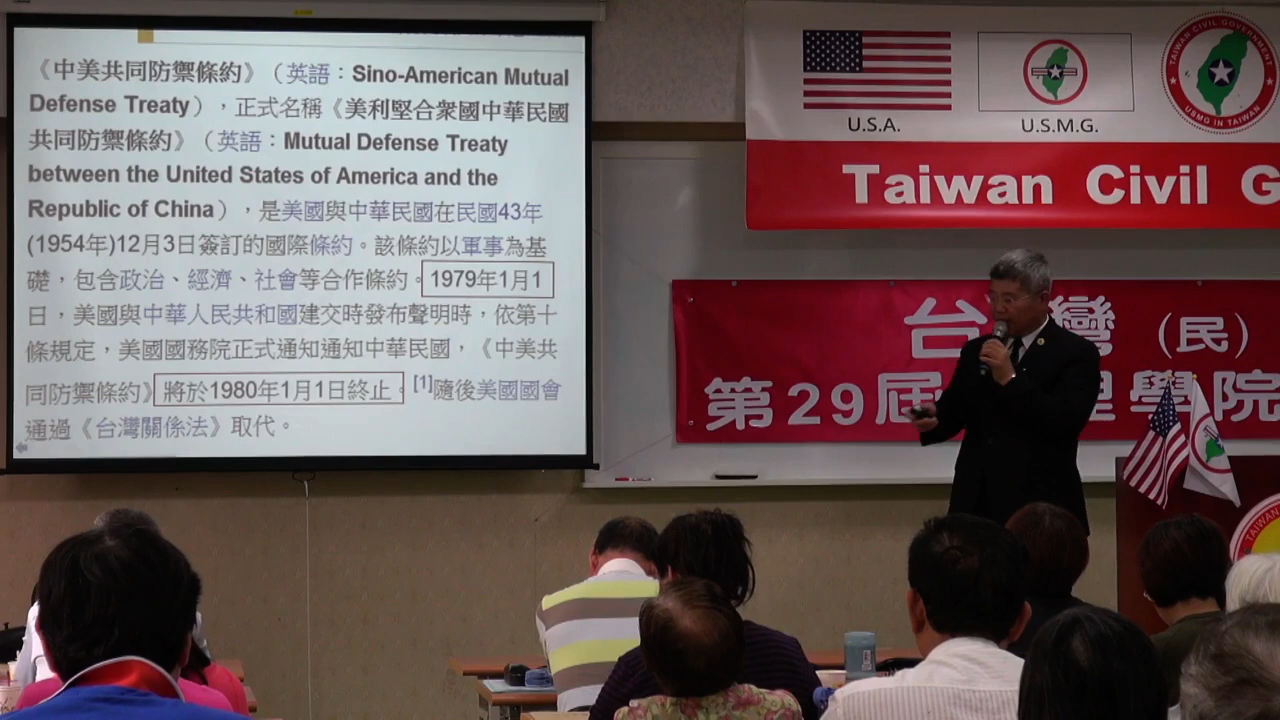 《中美共同防禦條約》（英語：Sino-American Mutual
Defense Treaty），正式名稱《美利堅合衆國中華民國
共同防禦條約》（英語：Mutual Defense Treaty
between the United States of America and the
Republic of China），是美國與中華民國在民國43年
(1954年)12月3日簽訂的國際條約。該條約以軍事為基
礎，包含政治、經濟、社會等合作條約。1979年1月1
日，美國與中華人民共和國建交時發布聲明時，依第十
條規定，美國國務院正式通知通知中華民國，《中美共
同防禦條約》將於1980年1月1日終止。[1]隨後美國國會
通過《台灣關係法》取代。
U.S.A.
U.S.M.G.
TAIWAN CIVIL GOVERNMENT
USMG IN TAIWAN
Taiwan Civil G
台灣（民）
第29屆 理學院